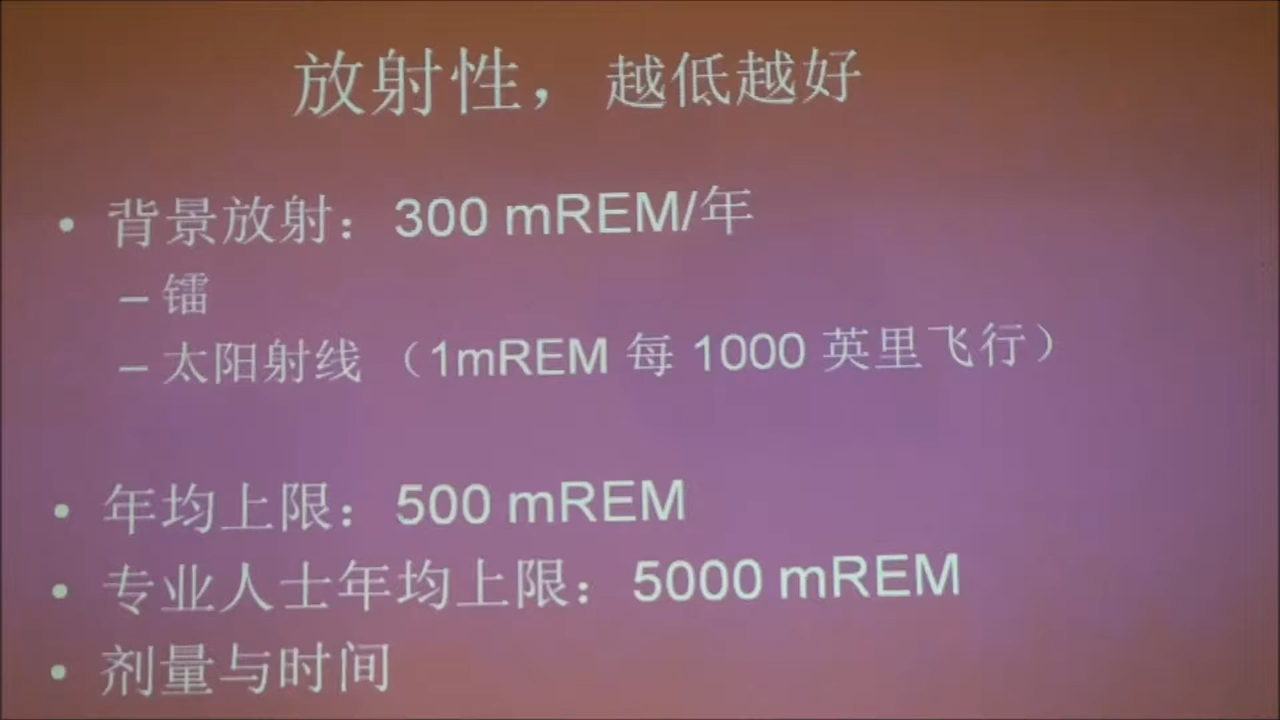 放射性，越低越好
• 背景放射：300 mREM/年
– 镭
– 太阳射线 （1mREM 每 1000 英里飞行）
• 年均上限：500 mREM
• 专业人士年均上限：5000 mREM
• 剂量与时间